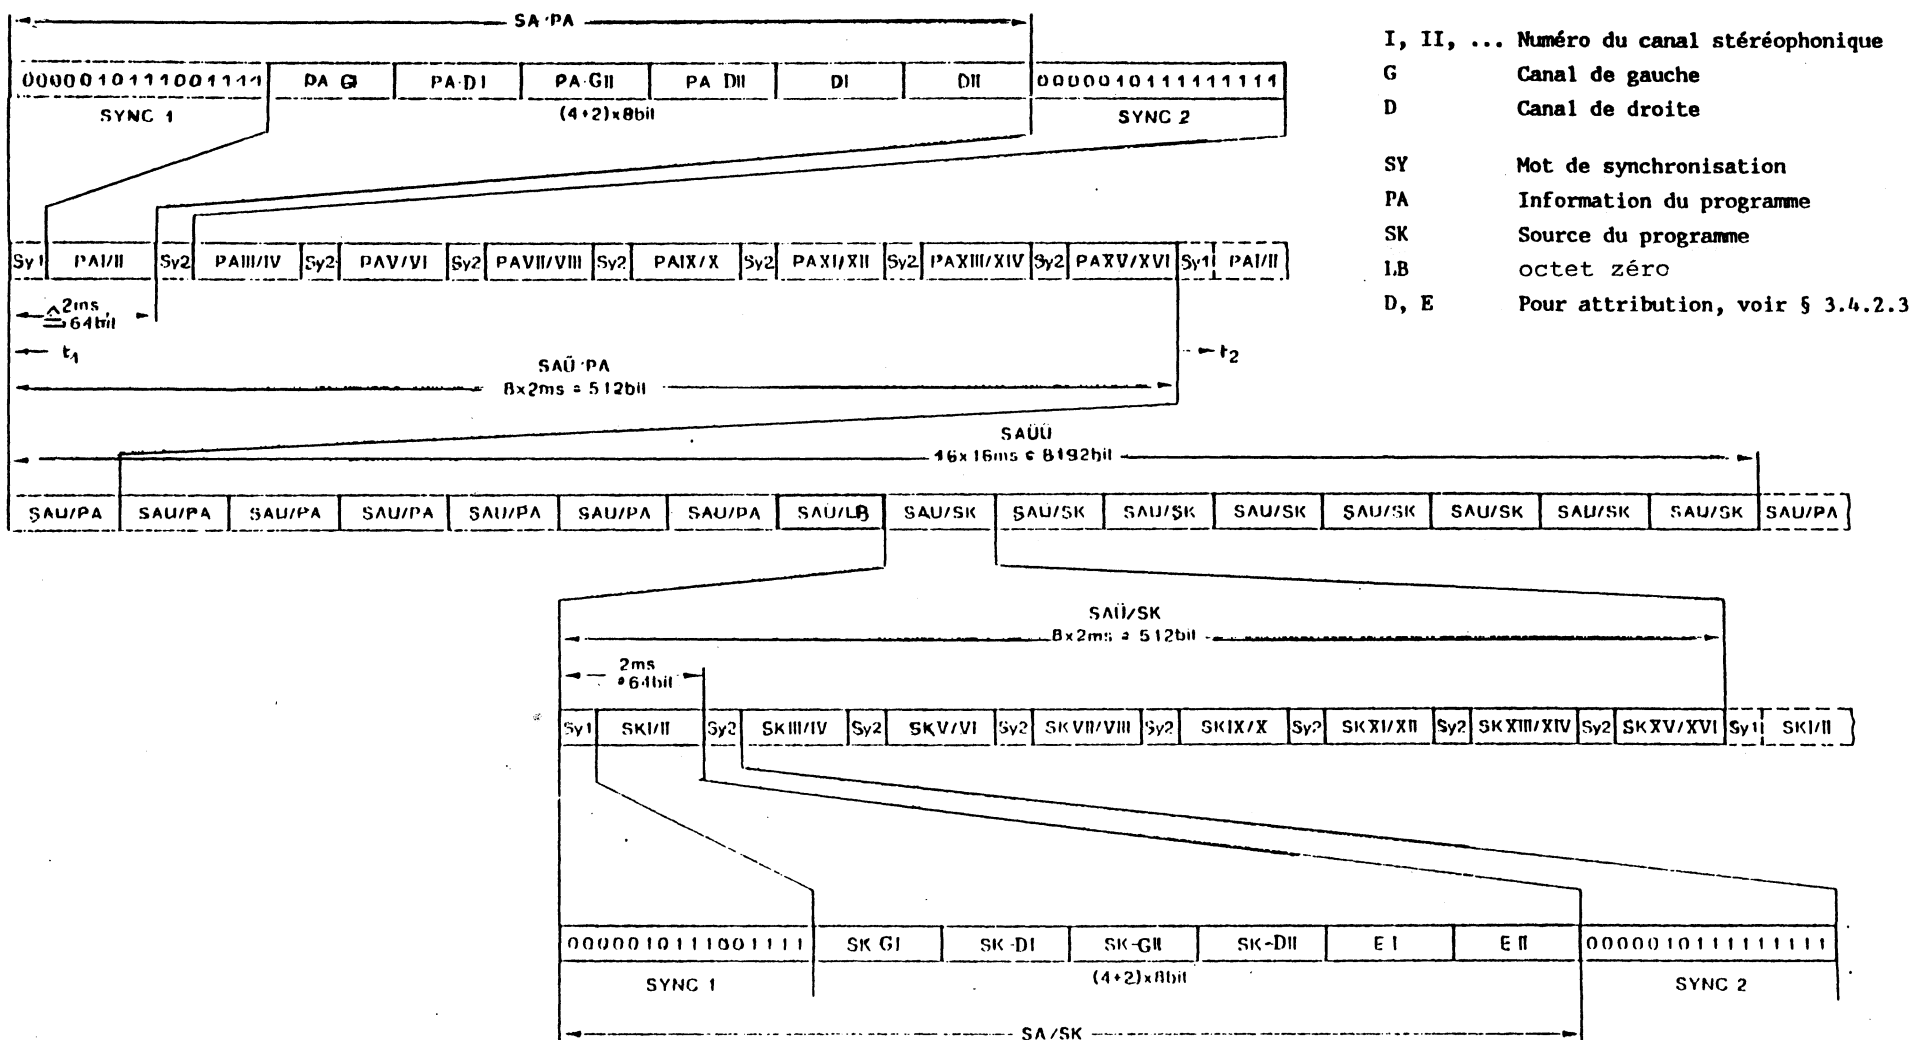 SA/PA
0000010111001111 PA GI PA-DI PA-GII PA DII DI DII 0000010111111111
SYNC 1 (4+2)x8bit SYNC 2
I, II, ... Numéro du canal stéréophonique
G Canal de gauche
D Canal de droite
SY Mot de synchronisation
PA Information du programme
SK Source du programme
LB octet zéro
D, E Pour attribution, voir § 3.4.2.3
Sy1 PAI/II Sy2 PAIII/IV Sy2 PAV/VI Sy2 PAVII/VIII Sy2 PAIX/X Sy2 PAXI/XII Sy2 PAXIII/XIV Sy2 PAXV/XVI Sy1 PAI/II
2ms
≙ 64bit
t1 t2
SAÜ/PA
8x2ms = 512bit
SAÜÜ
16x16ms = 8192bit
SAU/PA SAU/PA SAU/PA SAU/PA SAU/PA SAU/PA SAU/PA SAU/LB SAU/SK SAU/SK SAU/SK SAU/SK SAU/SK SAU/SK SAU/SK SAU/SK SAU/PA
SAÜ/SK
8x2ms = 512bit
2ms
= 64bit
Sy1 SKI/II Sy2 SKIII/IV Sy2 SKV/VI Sy2 SKVII/VIII Sy2 SKIX/X Sy2 SKXI/XII Sy2 SKXIII/XIV Sy2 SKXV/XVI Sy1 SKI/II
0000010111001111 SK GI SK-DI SK-GII SK-DII E I E II 0000010111111111
SYNC 1 (4+2)x8bit SYNC 2
SA/SK